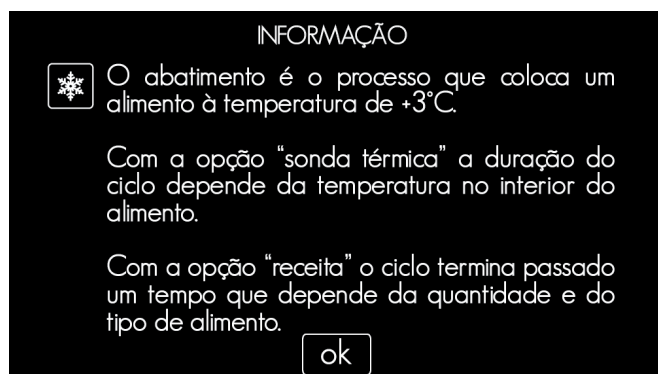 INFORMAÇÃO
O abatimento é o processo que coloca um
alimento à temperatura de +3°C.
Com a opção “sonda térmica” a duração do
ciclo depende da temperatura no interior do
alimento.
Com a opção “receita” o ciclo termina passado
um tempo que depende da quantidade e do
tipo de alimento.
ok